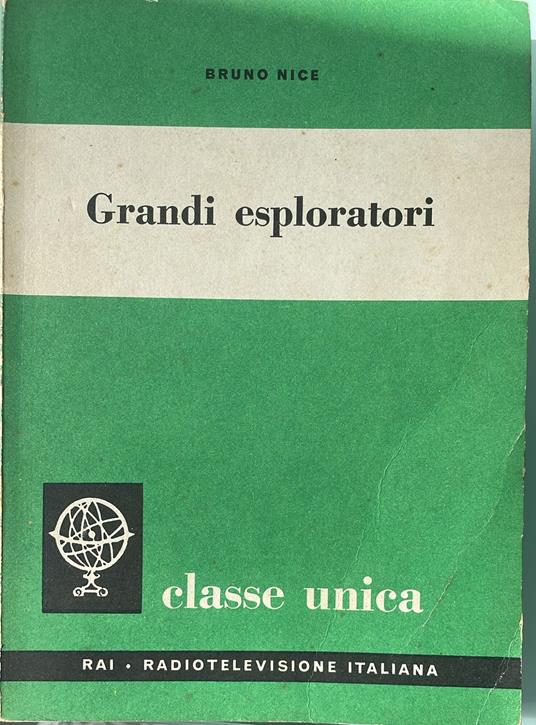 BRUNO NICE
Grandi esploratori
classe unica
RAI • RADIOTELEVISIONE ITALIANA